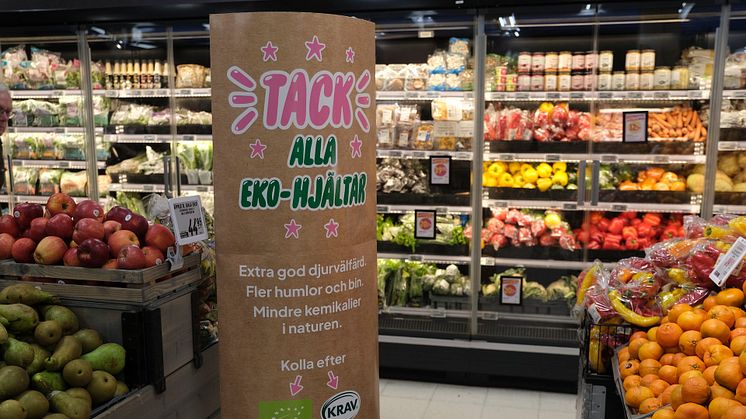 TACK
ALLA
EKO-HJÄLTAR
Extra god djurvälfärd.
Fler humlor och bin.
Mindre kemikalier
i naturen.
Kolla efter
KRAV